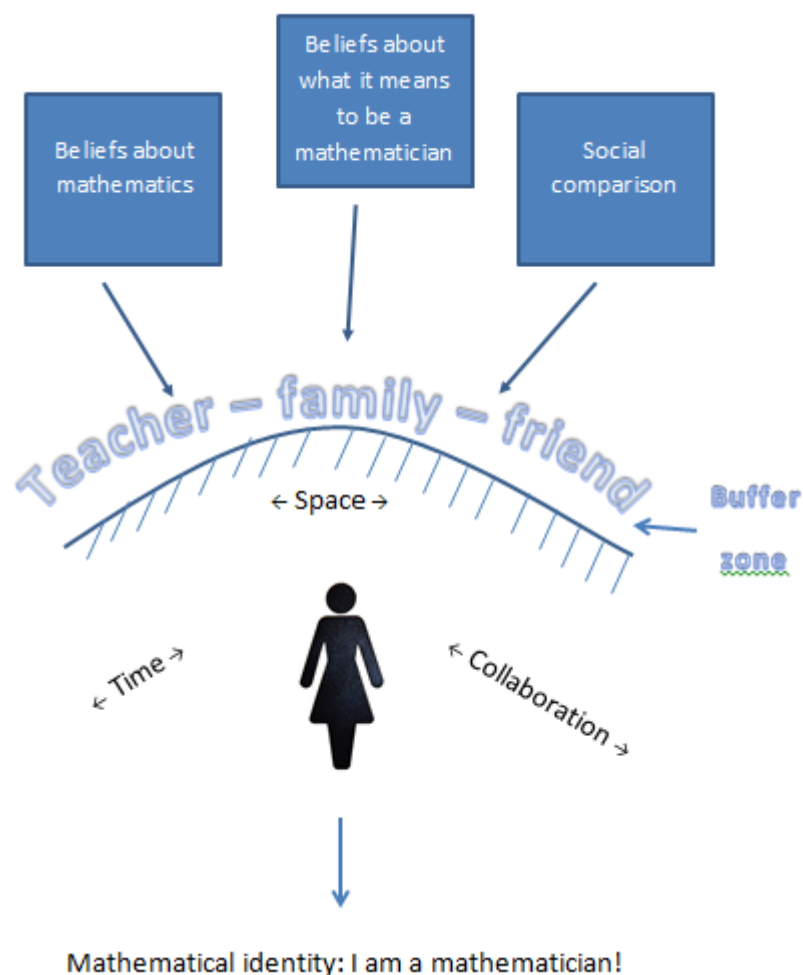 Beliefs about
what it means
to be a
mathematician
Beliefs about
mathematics
Social
comparison
Teacher – family – friend
← Space →
Buffer
zone
← Time →
← Collaboration →
Mathematical identity: I am a mathematician!